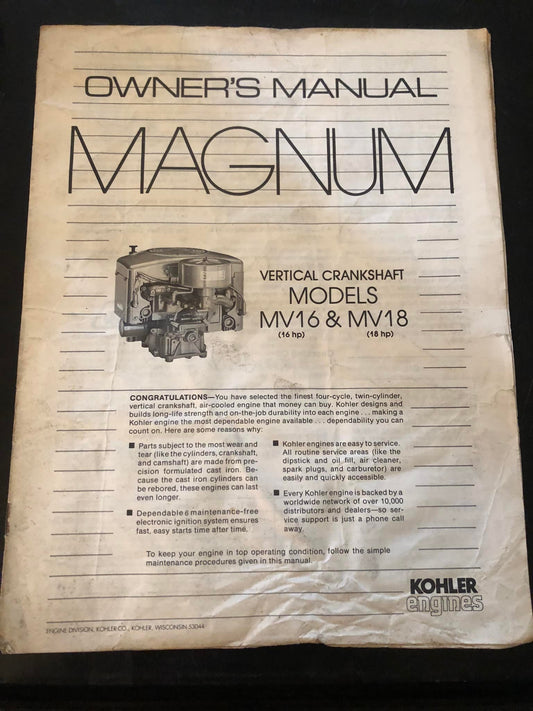 OWNER'S MANUAL
MAGNUM
VERTICAL CRANKSHAFT
MODELS
MV16 & MV18
(16 hp) (18 hp)
CONGRATULATIONS—You have selected the finest four-cycle, twin-cylinder,
vertical crankshaft, air-cooled engine that money can buy. Kohler designs and
builds long-life strength and on-the-job durability into each engine . . . making a
Kohler engine the most dependable engine available . . . dependability you can
count on. Here are some reasons why:
■ Parts subject to the most wear and
tear (like the cylinders, crankshaft,
and camshaft) are made from pre-
cision formulated cast iron. Be-
cause the cast iron cylinders can
be rebored, these engines can last
even longer.
■ Dependable maintenance-free
electronic ignition system ensures
fast, easy starts time after time.
■ Kohler engines are easy to service.
All routine service areas (like the
dipstick and oil fill, air cleaner,
spark plugs, and carburetor) are
easily and quickly accessible.
■ Every Kohler engine is backed by a
worldwide network of over 10,000
distributors and dealers—so ser-
vice support is just a phone call
away.
To keep your engine in top operating condition, follow the simple
maintenance procedures given in this manual.
KOHLER
engines
ENGINE DIVISION, KOHLER CO., KOHLER, WISCONSIN 53044